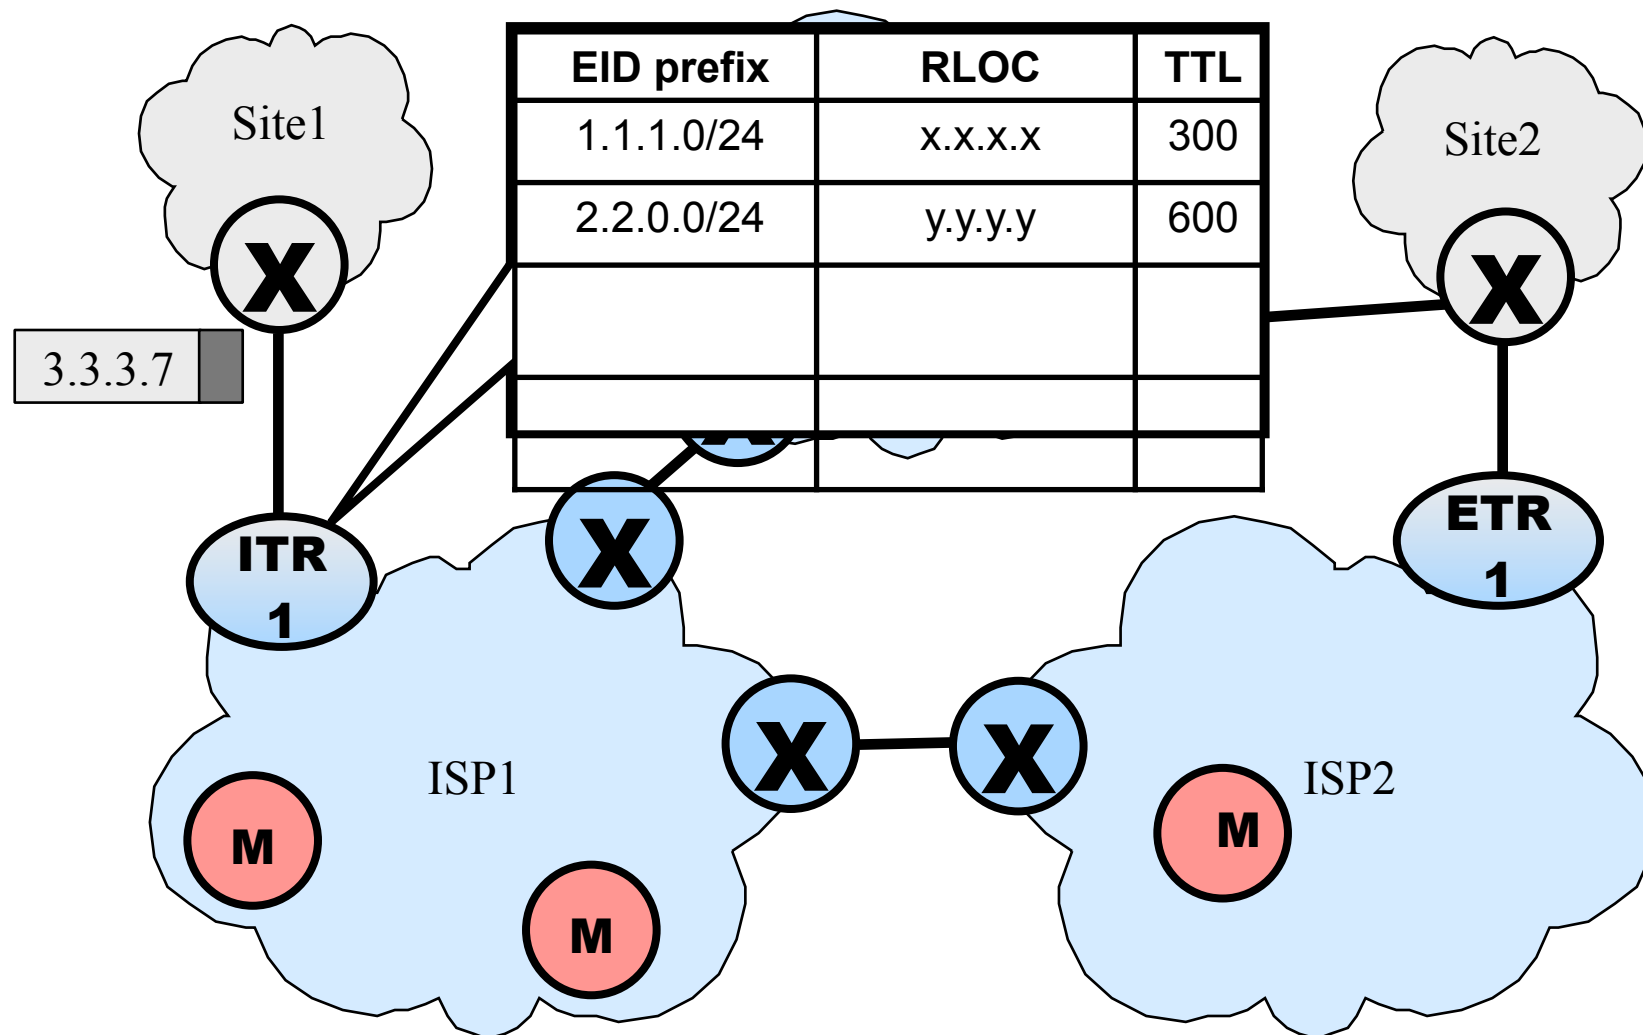 EID prefix RLOC TTL
1.1.1.0/24 x.x.x.x 300
2.2.0.0/24 y.y.y.y 600
Site1
Site2
X
X
3.3.3.7
X
X
ITR
1
ETR
1
X
X
ISP1
ISP2
M
M
M